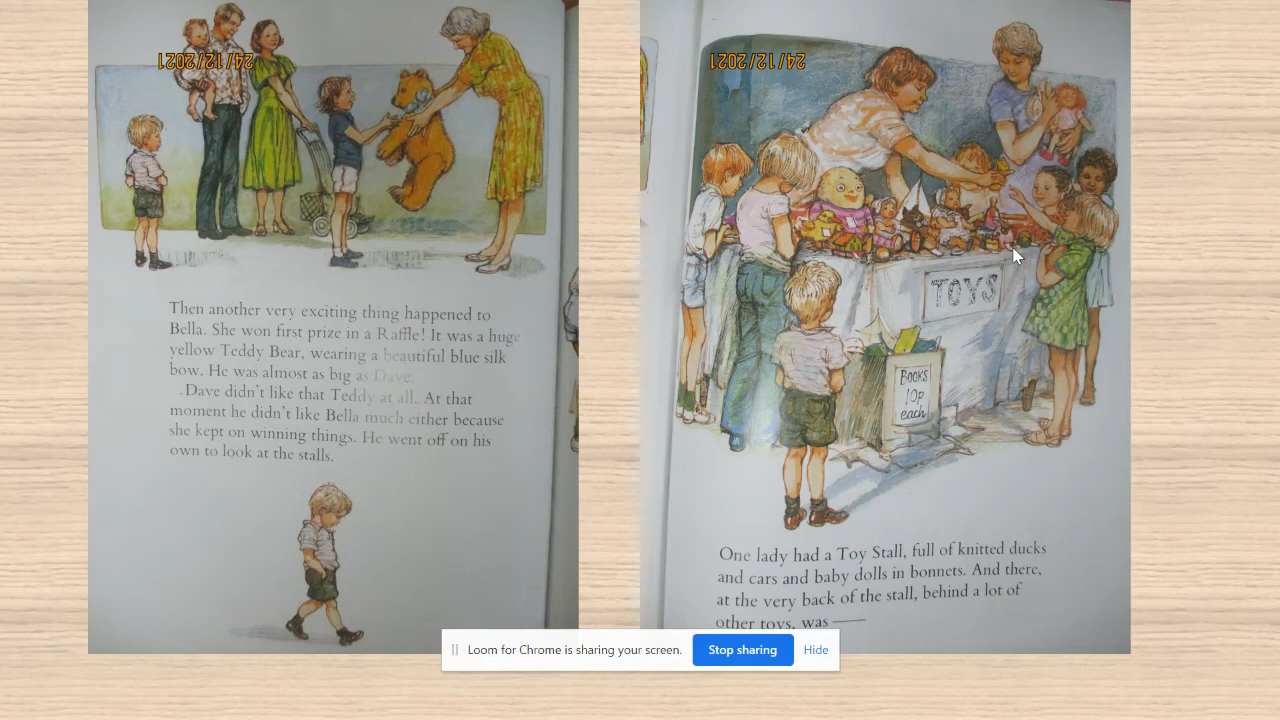 24/12/2021
Then another very exciting thing happened to
Bella. She won first prize in a Raffle! It was a huge
yellow Teddy Bear, wearing a beautiful blue silk
bow. He was almost as big as Dave.
.Dave didn't like that Teddy at all. At that
moment he didn't like Bella much either because
she kept on winning things. He went off on his
own to look at the stalls.
24/12/2021
TOYS
BOOKS
10p
each
One lady had a Toy Stall, full of knitted ducks
and cars and baby dolls in bonnets. And there,
at the very back of the stall, behind a lot of
other toys, was ——
Loom for Chrome is sharing your screen.
Stop sharing
Hide